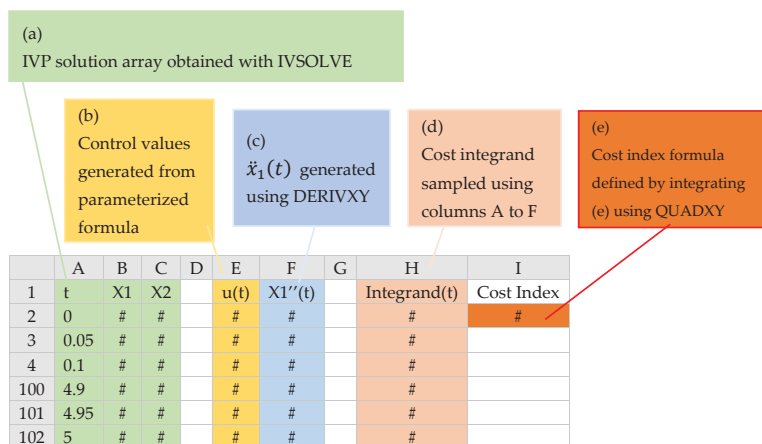 (a)
IVP solution array obtained with IVSOLVE
(b)
Control values
generated from
parameterized
formula
(c)
ẍ₁(t) generated
using DERIVXY
(d)
Cost integrand
sampled using
columns A to F
(e)
Cost index formula
defined by integrating
(e) using QUADXY
A B C D E F G H I
1 t X1 X2 u(t) X1''(t) Integrand(t) Cost Index
2 0 # # # # # #
3 0.05 # # # # #
4 0.1 # # # # #
100 4.9 # # # # #
101 4.95 # # # # #
102 5 # # # # #